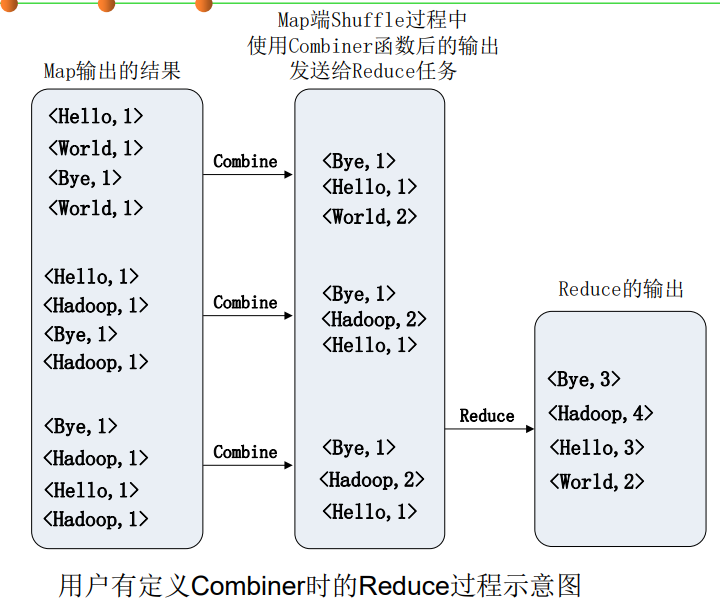 Map端Shuffle过程中
使用Combiner函数后的输出
发送给Reduce任务
Map输出的结果
<Hello,1>
<World,1>
<Bye,1>
<World,1>
Combine
<Bye,1>
<Hello,1>
<World,2>
<Hello,1>
<Hadoop,1>
<Bye,1>
<Hadoop,1>
Combine
<Bye,1>
<Hadoop,2>
<Hello,1>
<Bye,1>
<Hadoop,1>
<Hello,1>
<Hadoop,1>
Combine
<Bye,1>
<Hadoop,2>
<Hello,1>
Reduce
Reduce的输出
<Bye,3>
<Hadoop,4>
<Hello,3>
<World,2>
用户有定义Combiner时的Reduce过程示意图